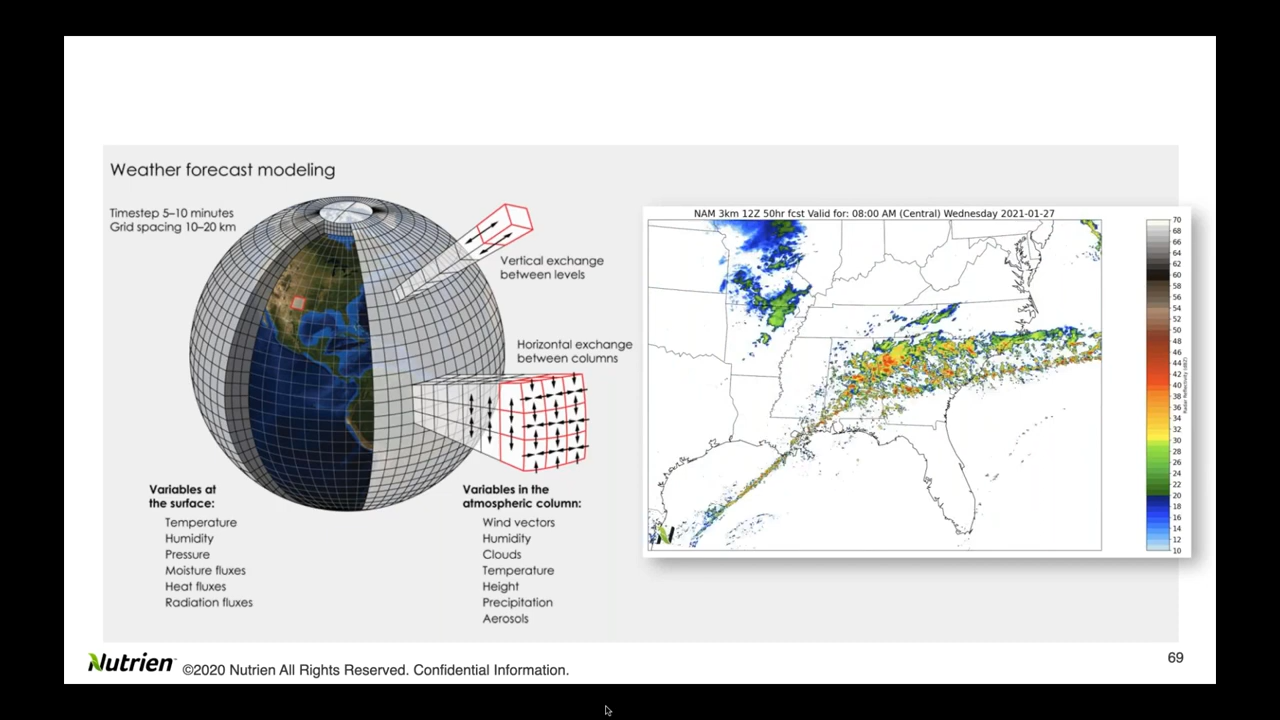 Weather forecast modeling
Timestep 5–10 minutes
Grid spacing 10–20 km
Vertical exchange
between levels
Horizontal exchange
between columns
Variables at
the surface:
Temperature
Humidity
Pressure
Moisture fluxes
Heat fluxes
Radiation fluxes
Variables in the
atmospheric column:
Wind vectors
Humidity
Clouds
Temperature
Height
Precipitation
Aerosols
NAM 3km 12Z 50hr fcst Valid for: 08:00 AM (Central) Wednesday 2021-01-27
70
68
66
64
62
60
58
56
54
52
50
48
46
44
42
40
38
36
34
32
30
28
26
24
22
20
18
16
14
12
10
Nutrien
©2020 Nutrien All Rights Reserved. Confidential Information.
69